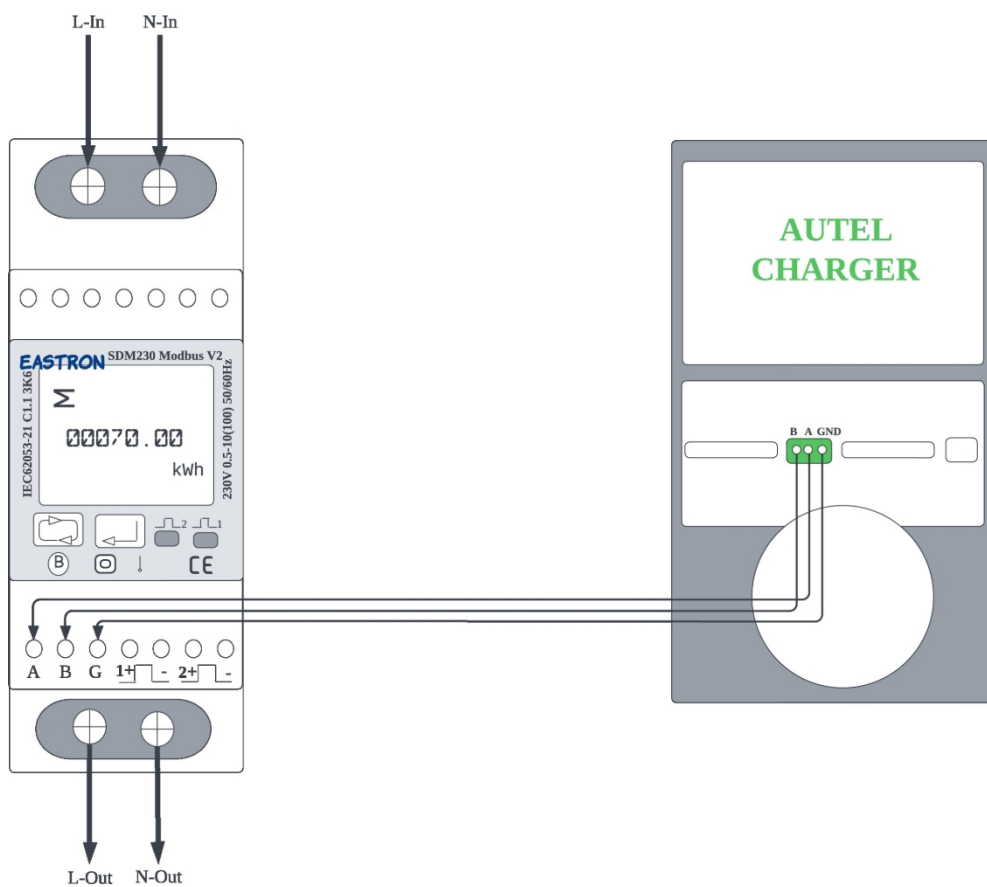 L-In N-In
AUTEL
CHARGER
EASTRON SDM230 Modbus V2
IEC62053-21 C1.1 3K6
230V 0.5-10(100) 50/60Hz
Σ
00070.00
kWh
2 1
B CE
B A GND
A B G 1+ - 2+ -
L-Out N-Out